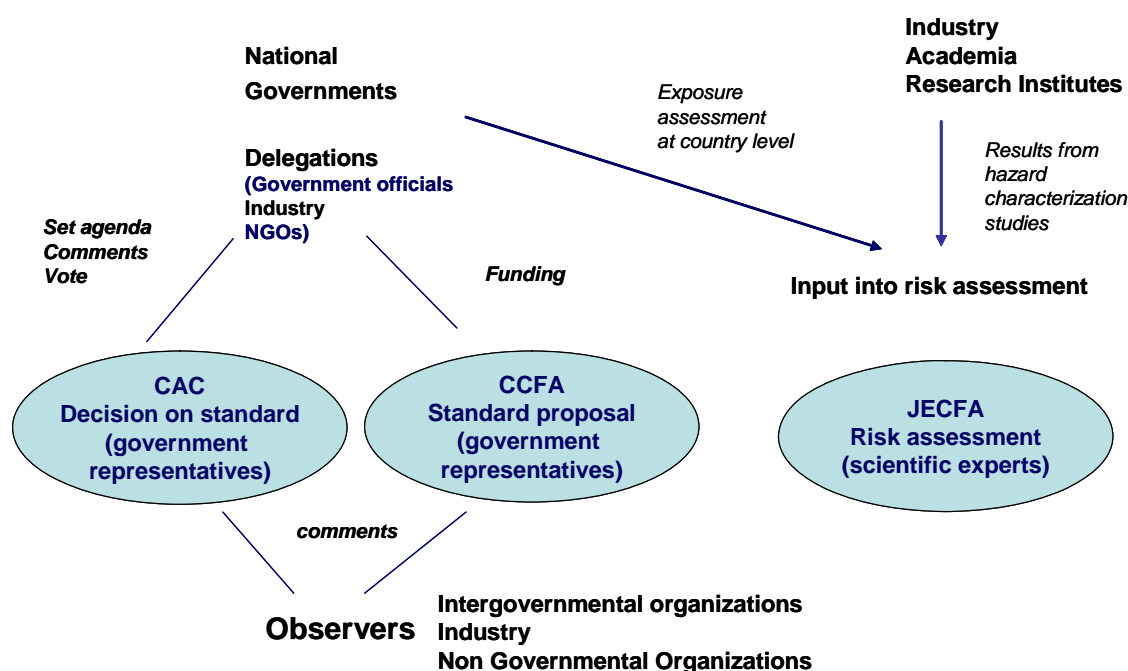 National
Governments
Industry
Academia
Research Institutes
Exposure
assessment
at country level
Delegations
(Government officials
Industry
NGOs)
Results from
hazard
characterization
studies
Set agenda
Comments
Vote
Funding
Input into risk assessment
CAC
Decision on standard
(government
representatives)
CCFA
Standard proposal
(government
representatives)
JECFA
Risk assessment
(scientific experts)
comments
Observers
Intergovernmental organizations
Industry
Non Governmental Organizations